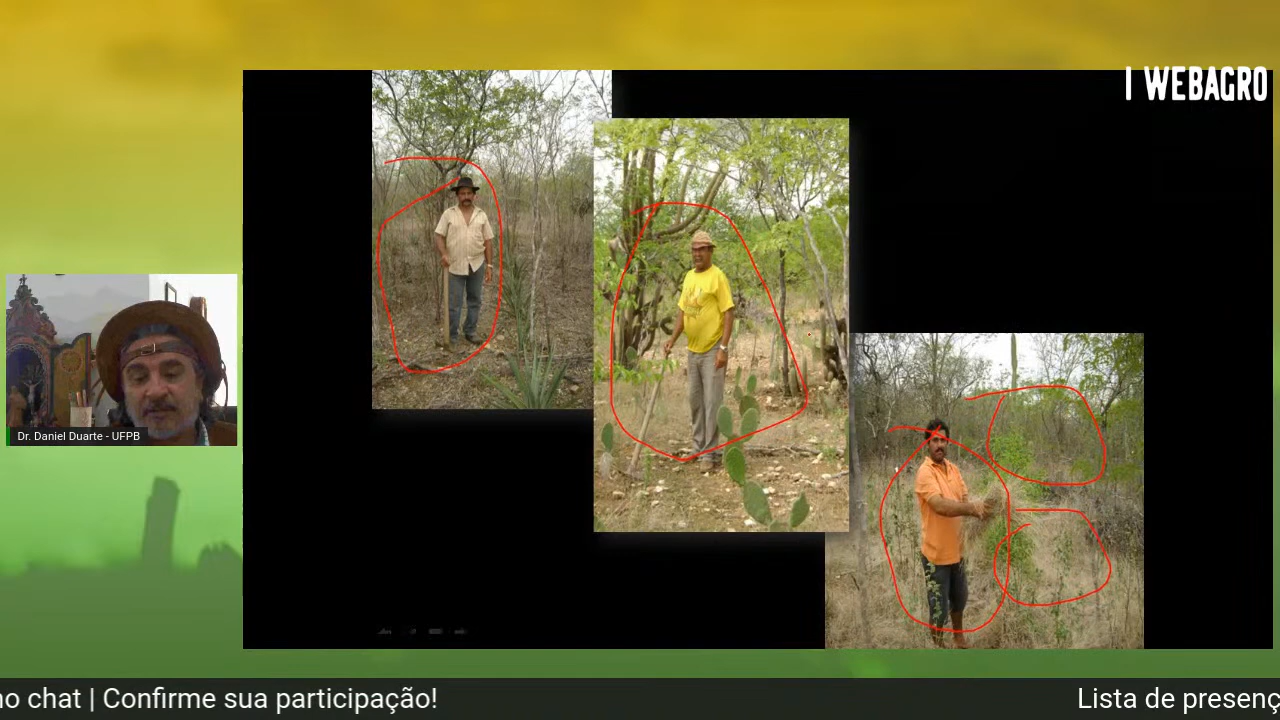 I WEBAGRO
Dr. Daniel Duarte - UFPB
no chat | Confirme sua participação!
Lista de presenç